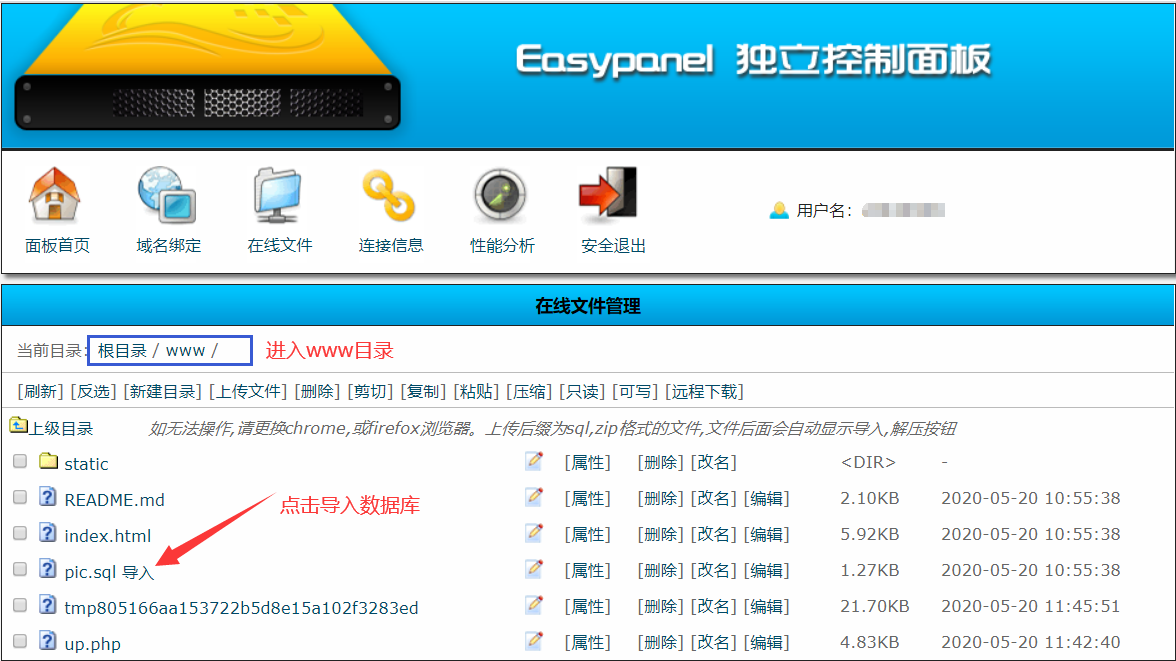 Easypanel 独立控制面板
面板首页 域名绑定 在线文件 连接信息 性能分析 安全退出 用户名：
在线文件管理
当前目录: 根目录 / www / 进入www目录
[刷新] [反选] [新建目录] [上传文件] [删除] [剪切] [复制] [粘贴] [压缩] [只读] [可写] [远程下载]
上级目录 如无法操作,请更换chrome,或firefox浏览器。上传后缀为sql,zip格式的文件,文件后面会自动显示导入,解压按钮
static [属性] [删除] [改名] <DIR> -
README.md [属性] [删除] [改名] [编辑] 2.10KB 2020-05-20 10:55:38
点击导入数据库
index.html [属性] [删除] [改名] [编辑] 5.92KB 2020-05-20 10:55:38
pic.sql 导入 [属性] [删除] [改名] [编辑] 1.27KB 2020-05-20 10:55:38
tmp805166aa153722b5d8e15a102f3283ed [属性] [删除] [改名] [编辑] 21.70KB 2020-05-20 11:45:51
up.php [属性] [删除] [改名] [编辑] 4.83KB 2020-05-20 11:42:40